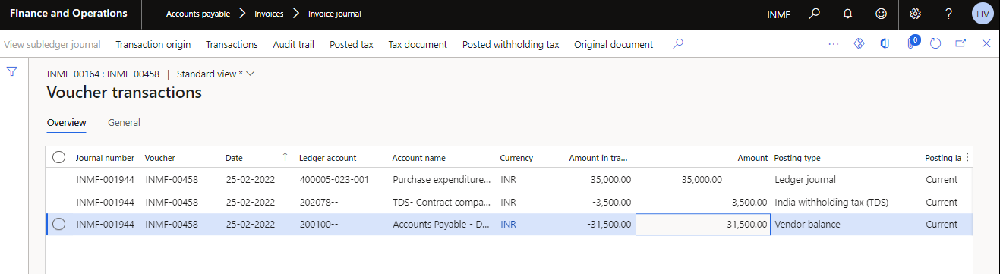 Finance and Operations Accounts payable Invoices Invoice journal INMF ? HV
View subledger journal Transaction origin Transactions Audit trail Posted tax Tax document Posted withholding tax Original document ... 0
INMF-00164 : INMF-00458 | Standard view *
Voucher transactions
Overview General
Journal number Voucher Date ↑ Ledger account Account name Currency Amount in tra... Amount Posting type Posting la
INMF-001944 INMF-00458 25-02-2022 400005-023-001 Purchase expenditure... INR 35,000.00 35,000.00 Ledger journal Current
INMF-001944 INMF-00458 25-02-2022 202078-- TDS- Contract compa... INR -3,500.00 3,500.00 India withholding tax (TDS) Current
INMF-001944 INMF-00458 25-02-2022 200100-- Accounts Payable - D... INR -31,500.00 31,500.00 Vendor balance Current